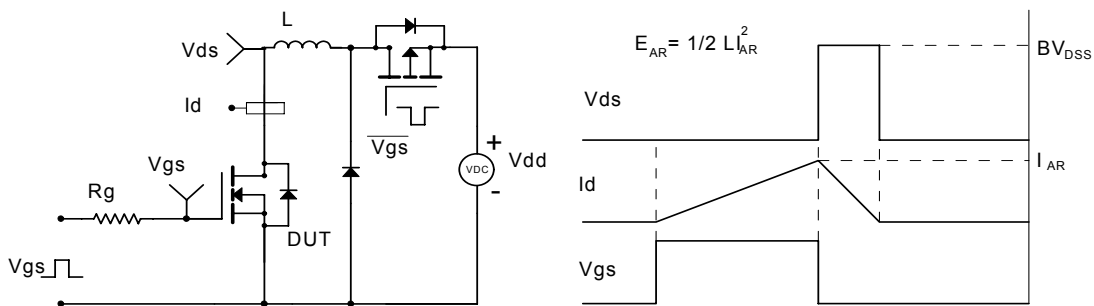 L
Vds
Id
Vgs
Rg
DUT
Vgs
Vgs
+
VDC
Vdd
-
E_AR = 1/2 LI²_AR
BV_DSS
Vds
I_AR
Id
Vgs